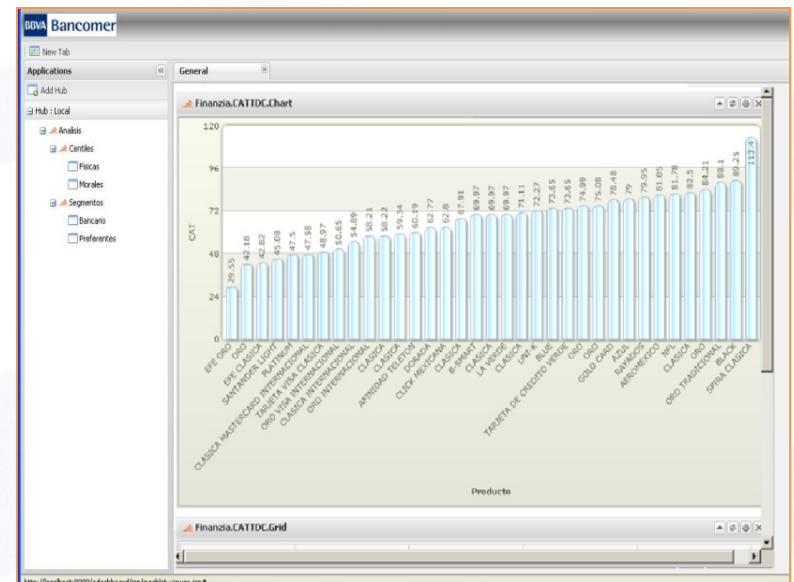 BBVA Bancomer
New Tab
Applications
General
Add Hub
Hub : Local
Analisis
Centiles
Fisicas
Morales
Segmentos
Bancario
Preferentes
Finanzia.CATTDC.Chart
120
96
72
48
24
0
CAT
29.55
42.18
42.82
45.08
47.5
47.58
48.97
50.65
54.89
58.21
58.22
59.34
60.19
62.77
62.8
67.91
69.97
69.97
69.97
71.11
72.27
73.65
73.65
74.99
75.08
78.48
79
79.95
81.05
81.78
82.5
84.21
88.1
89.25
113.4
EFE ORO
ORO
EFE CLASICA
SANTANDER LIGHT
PLATINUM
CLASICA MASTERCARD INTERNACIONAL
TARJETA VISA CLASICA
ORO VISA INTERNACIONAL
CLASICA INTERNACIONAL
ORO INTERNACIONAL
CLASICA
CLASICA
AFINIDAD TELETON
DORADA
CLICK MEXICANA
CLASICA
B-SMART
CLASICA
LA VERDE
CLASICA
UNI-K
BLUE
TARJETA DE CREDITO VERDE
ORO
ORO
GOLD CARD
AZUL
RAYADOS
AEROMEXICO
NFL
CLASICA
ORO
ORO TRADICIONAL
BLACK
SPIRA CLASICA
Producto
Finanzia.CATTDC.Grid